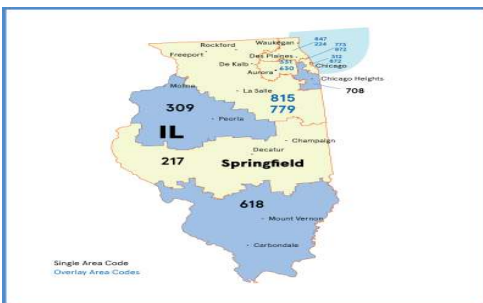 Rockford
Waukegan
847
224
773
872
Freeport
Des Plaines
312
872
De Kalb
331
630
Chicago
Aurora
Chicago Heights
Moline
La Salle
708
815
779
309
Peoria
IL
Champaign
Decatur
217
Springfield
618
Mount Vernon
Carbondale
Single Area Code
Overlay Area Codes